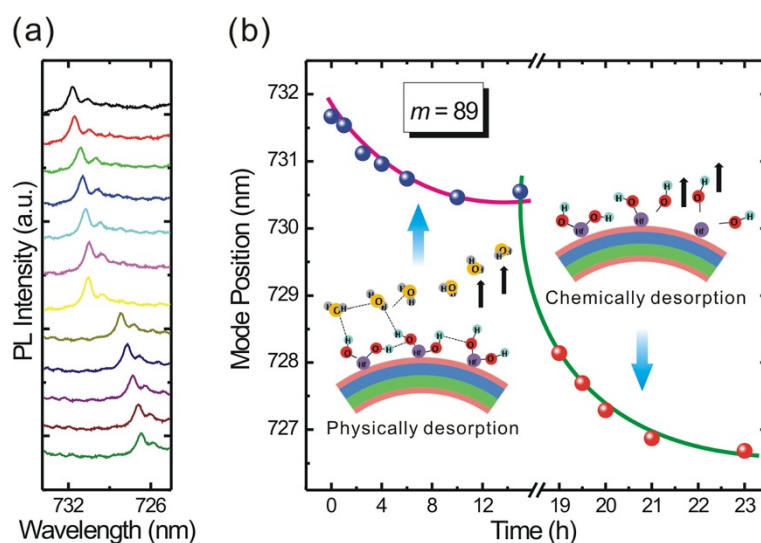 (a)
PL Intensity (a.u.)
732 726
Wavelength (nm)
(b)
Mode Position (nm)
732
731
730
729
728
727
m = 89
Physically desorption
Chemically desorption
0 4 8 12 19 20 21 22 23
Time (h)